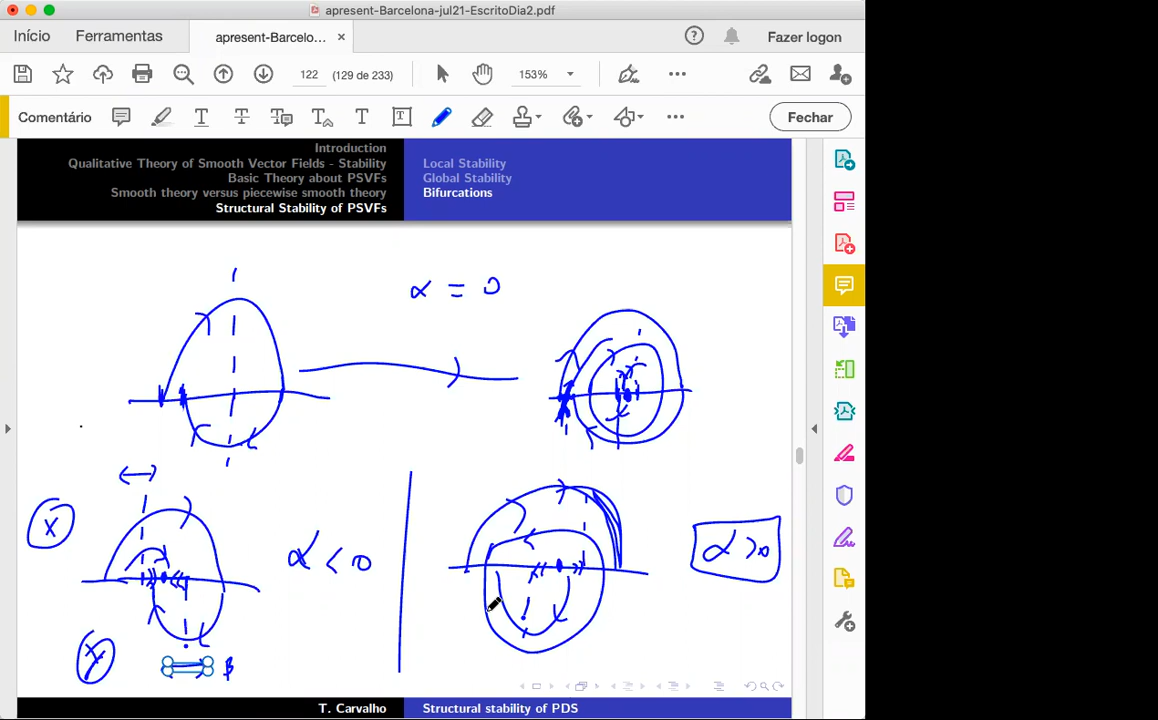 apresent-Barcelona-jul21-EscritoDia2.pdf
Início Ferramentas apresent-Barcelo... × Fazer logon
122 (129 de 233) 153%
Comentário Fechar
Introduction
Qualitative Theory of Smooth Vector Fields - Stability
Basic Theory about PSVFs
Smooth theory versus piecewise smooth theory
Structural Stability of PSVFs
Local Stability
Global Stability
Bifurcations
α = 0
X
α < 0
α > 0
Y
β
T. Carvalho Structural stability of PDS